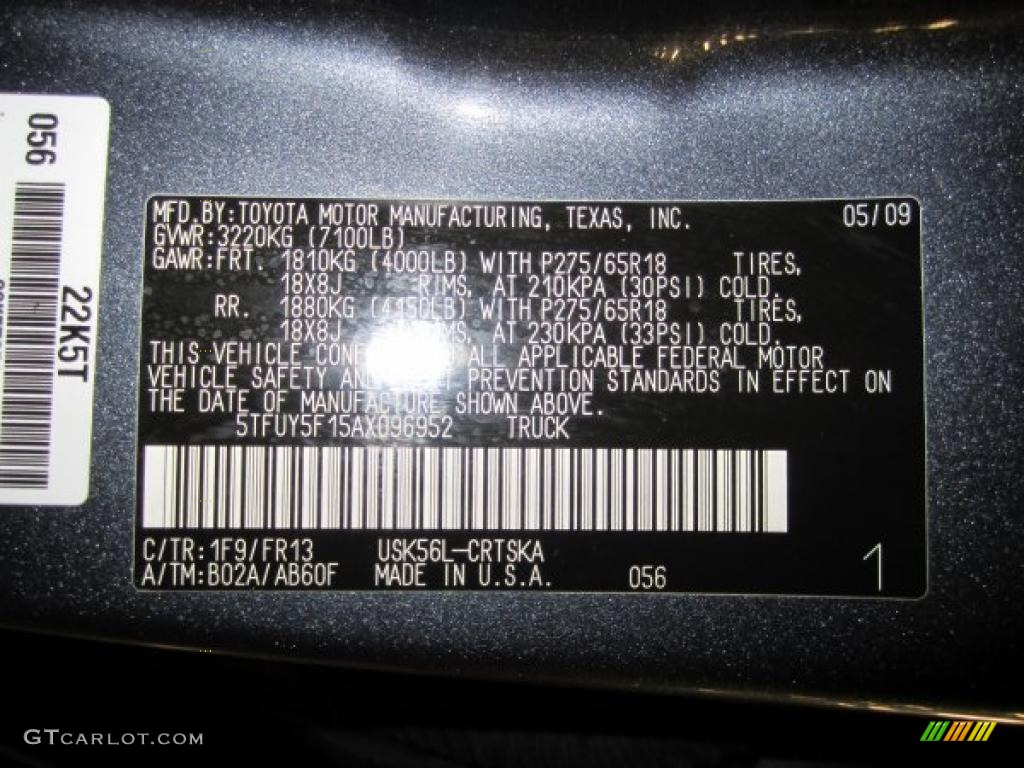 056
22K5T
MFD.BY:TOYOTA MOTOR MANUFACTURING, TEXAS, INC. 05/09
GVWR:3220KG (7100LB)
GAWR:FRT. 1810KG (4000LB) WITH P275/65R18 TIRES,
18X8J RIMS, AT 210KPA (30PSI) COLD.
RR. 1880KG (4150LB) WITH P275/65R18 TIRES,
18X8J RIMS, AT 230KPA (33PSI) COLD.
THIS VEHICLE ALL APPLICABLE FEDERAL MOTOR
VEHICLE SAFETY PREVENTION STANDARDS IN EFFECT ON
THE DATE OF MANUFACTURE SHOWN ABOVE.
5TFUY5F15AX096952 TRUCK
C/TR:1F9/FR13 USK56L-CRTSKA
A/TM:B02A/AB60F MADE IN U.S.A. 056
1
GTCARLOT.COM